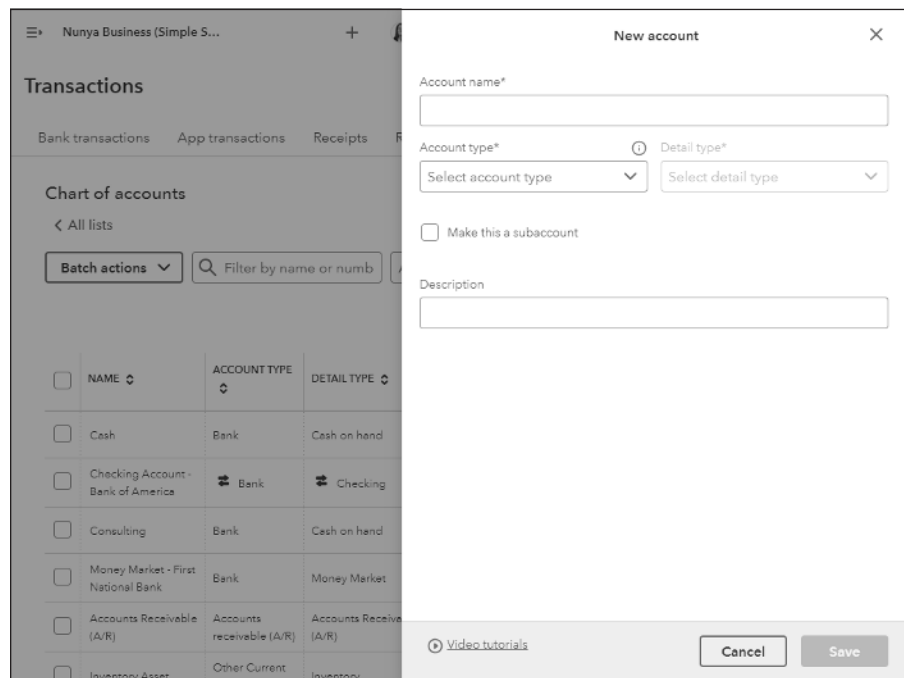 Nunya Business (Simple S...
Transactions
Bank transactions App transactions Receipts R
Chart of accounts
All lists
Batch actions
Filter by name or numb
NAME
ACCOUNT TYPE
DETAIL TYPE
Cash Bank Cash on hand
Checking Account -
Bank of America
Bank Checking
Consulting Bank Cash on hand
Money Market - First
National Bank
Bank Money Market
Accounts Receivable
(A/R)
Accounts
receivable (A/R)
Accounts Receiva
(A/R)
Inventory Asset
Other Current
Inventory
New account
Account name*
Account type* Detail type*
Select account type Select detail type
Make this a subaccount
Description
Video tutorials
Cancel Save